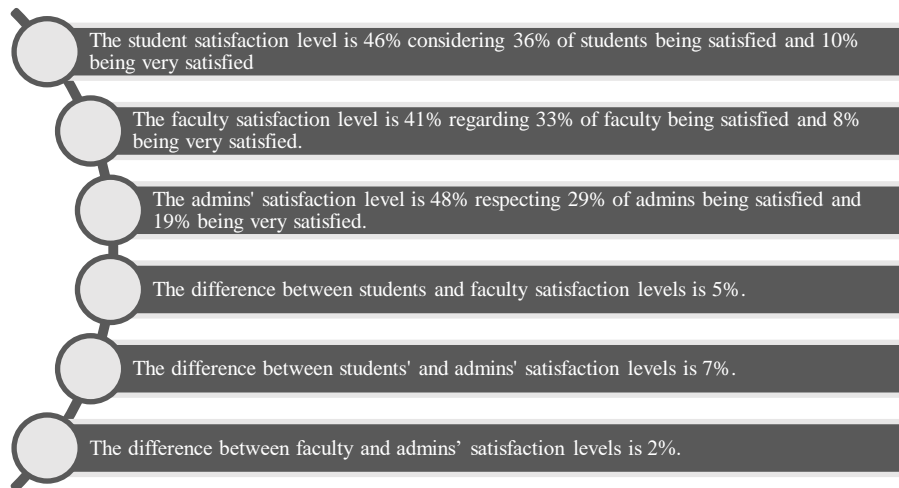 The student satisfaction level is 46% considering 36% of students being satisfied and 10%
being very satisfied
The faculty satisfaction level is 41% regarding 33% of faculty being satisfied and 8%
being very satisfied.
The admins' satisfaction level is 48% respecting 29% of admins being satisfied and
19% being very satisfied.
The difference between students and faculty satisfaction levels is 5%.
The difference between students' and admins' satisfaction levels is 7%.
The difference between faculty and admins’ satisfaction levels is 2%.